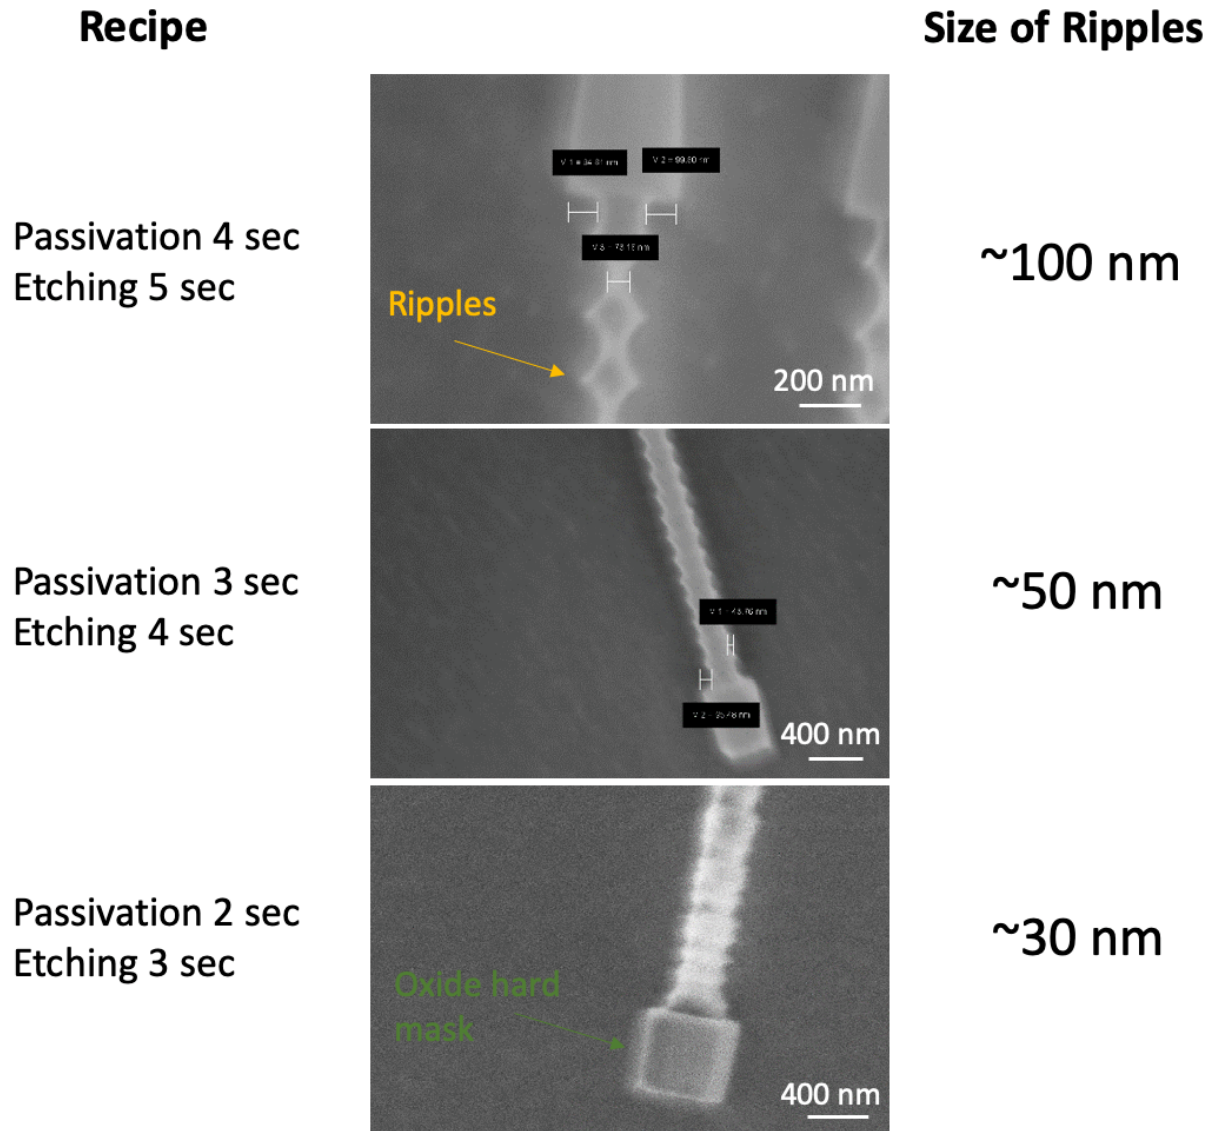 Recipe
Size of Ripples
Passivation 4 sec
Etching 5 sec
Ripples
200 nm
~100 nm
Passivation 3 sec
Etching 4 sec
400 nm
~50 nm
Passivation 2 sec
Etching 3 sec
Oxide hard
mask
400 nm
~30 nm